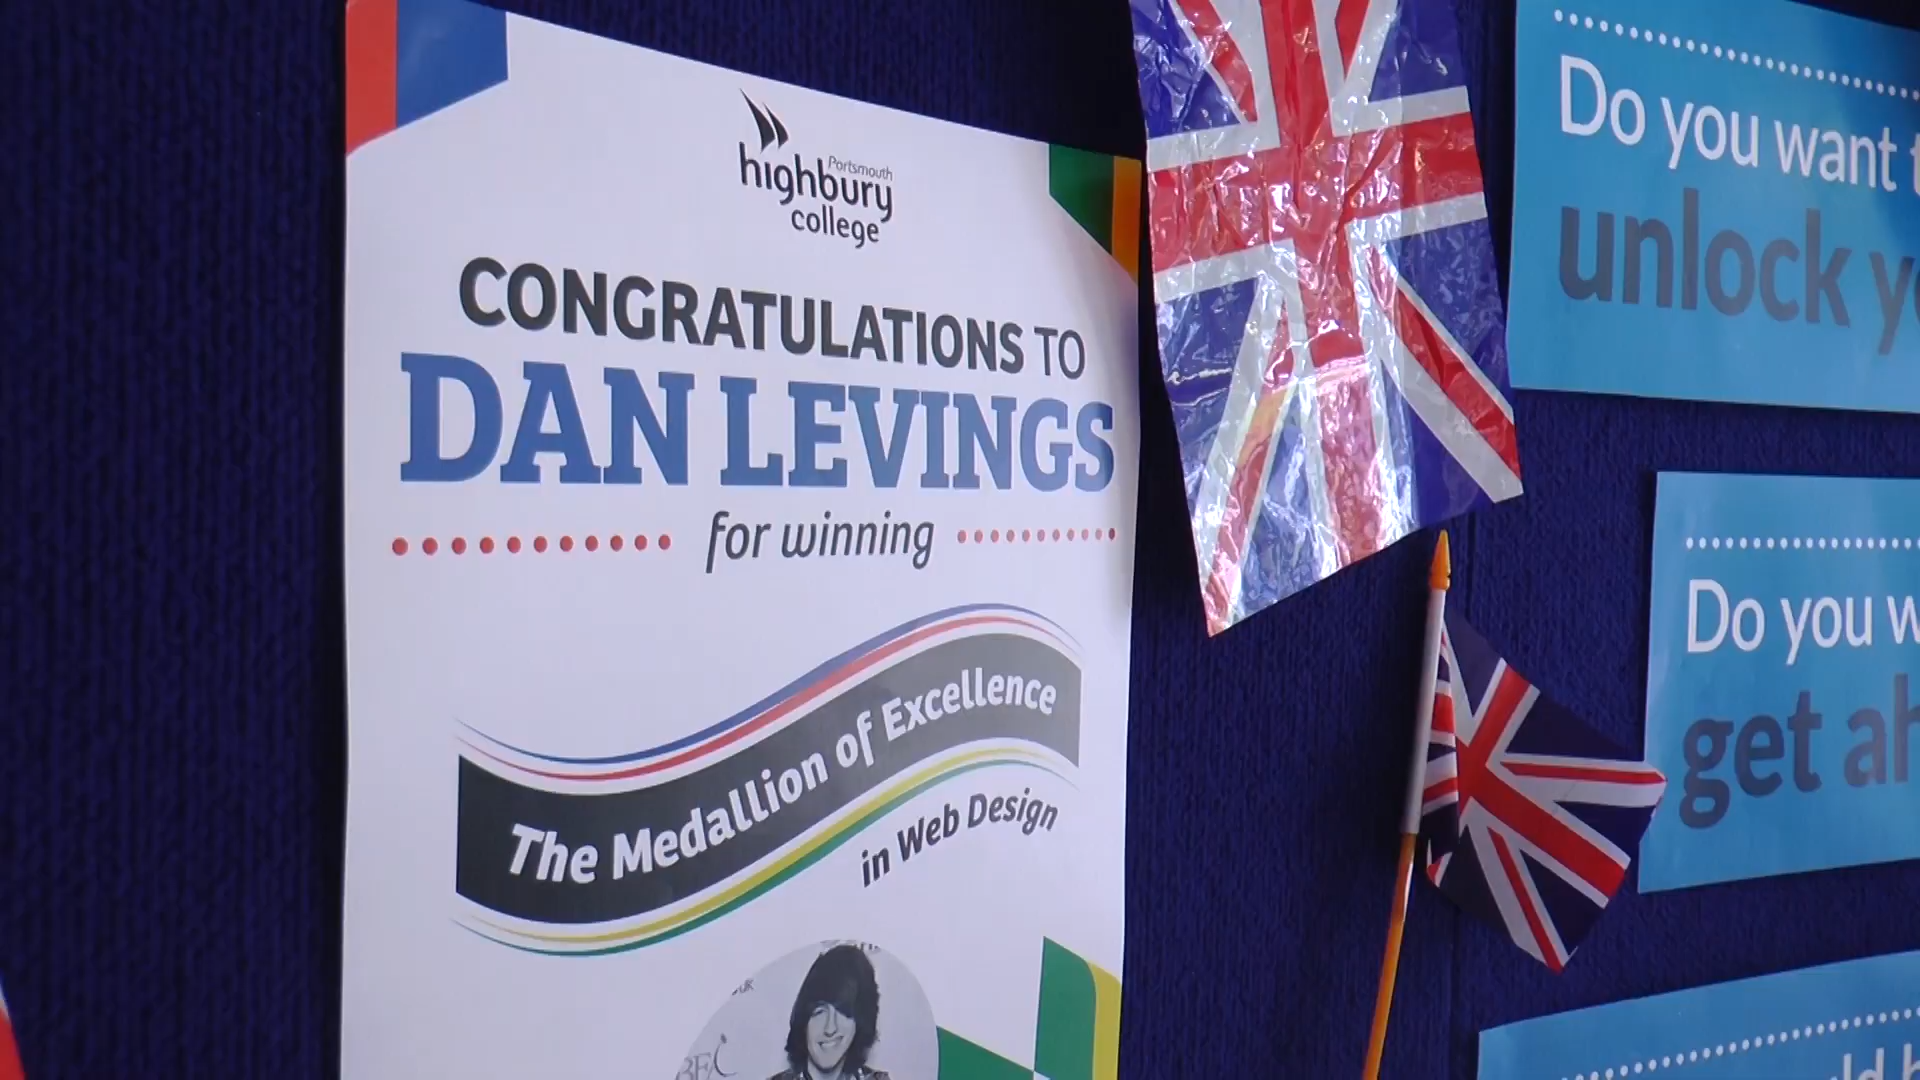 Portsmouth
highbury
college
CONGRATULATIONS TO
DAN LEVINGS
for winning
The Medallion of Excellence
in Web Design
Do you want
unlock
Do you
get